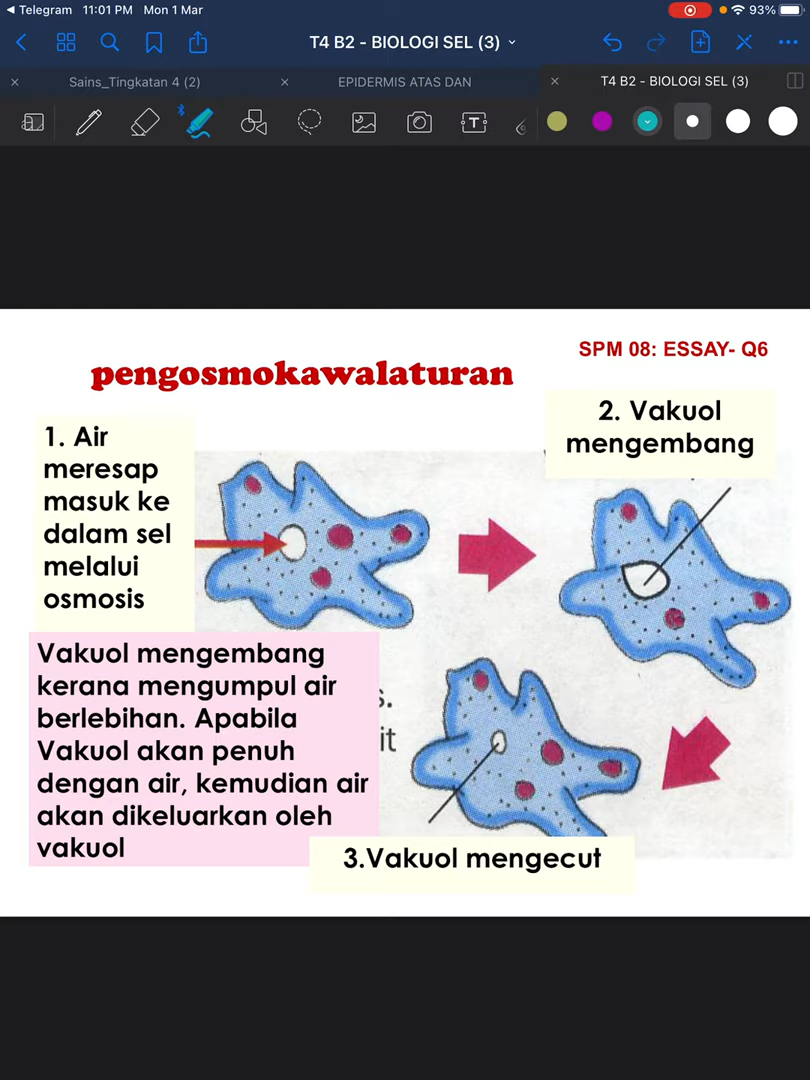 Telegram 11:01 PM Mon 1 Mar 93%
T4 B2 - BIOLOGI SEL (3)
Sains_Tingkatan 4 (2)
EPIDERMIS ATAS DAN
T4 B2 - BIOLOGI SEL (3)
T
SPM 08: ESSAY- Q6
pengosmokawalaturan
1. Air
meresap
masuk ke
dalam sel
melalui
osmosis
2. Vakuol
mengembang
Vakuol mengembang
kerana mengumpul air
berlebihan. Apabila
Vakuol akan penuh
dengan air, kemudian air
akan dikeluarkan oleh
vakuol
s.
it
3.Vakuol mengecut